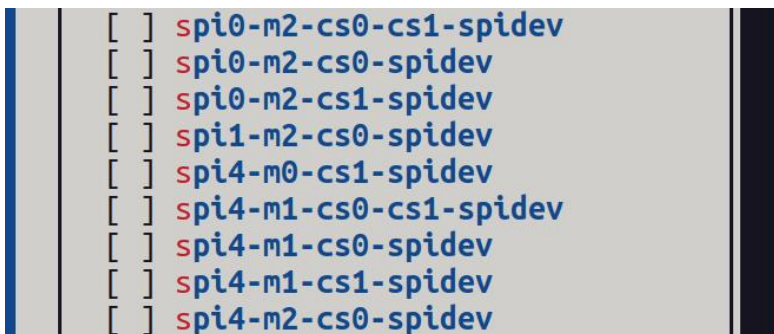 [ ] spi0-m2-cs0-cs1-spidev
[ ] spi0-m2-cs0-spidev
[ ] spi0-m2-cs1-spidev
[ ] spi1-m2-cs0-spidev
[ ] spi4-m0-cs1-spidev
[ ] spi4-m1-cs0-cs1-spidev
[ ] spi4-m1-cs0-spidev
[ ] spi4-m1-cs1-spidev
[ ] spi4-m2-cs0-spidev